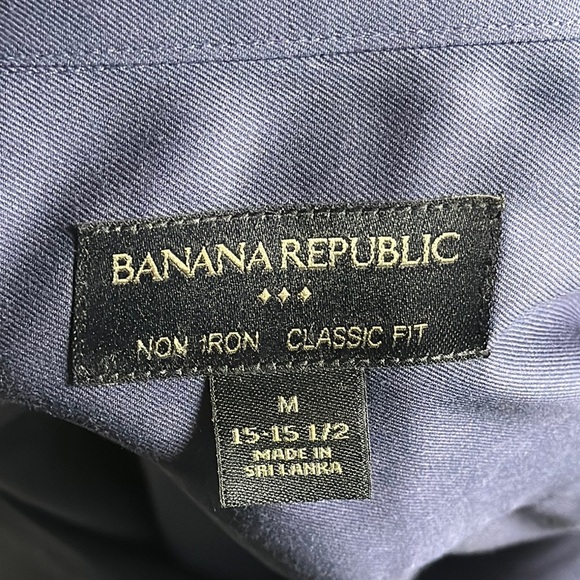 BANANA REPUBLIC
NON IRON CLASSIC FIT
M
15-15 1/2
MADE IN
SRI LANKA